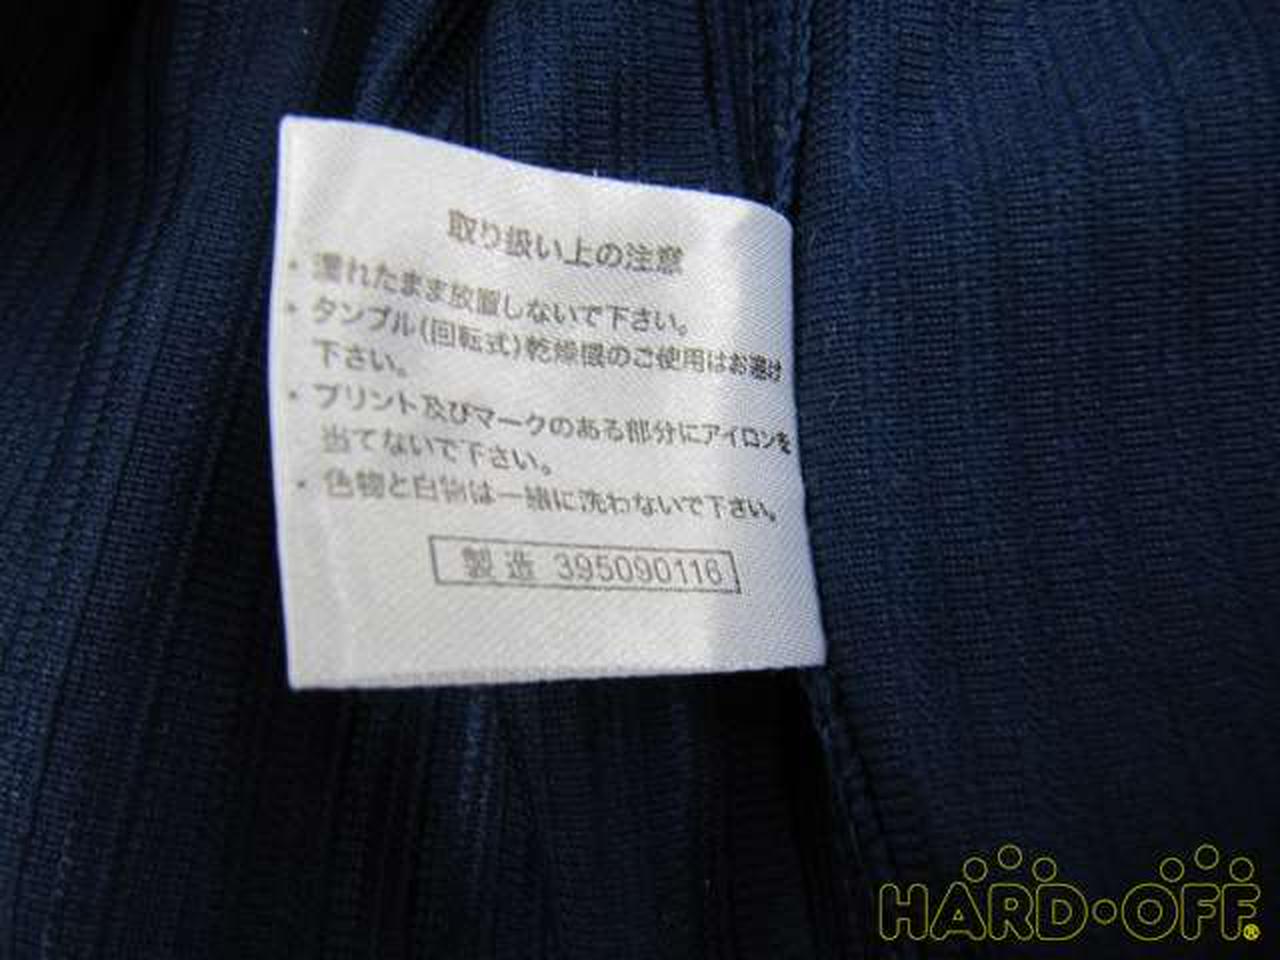 取り扱い上の注意
・濡れたまま放置しないで下さい。
・タンブル(回転式)乾燥機のご使用はお避け
下さい。
・プリント及びマークのある部分にアイロンを
当てないで下さい。
・色物と白物は一緒に洗わないで下さい。
製造 395090116
HARD・OFF®